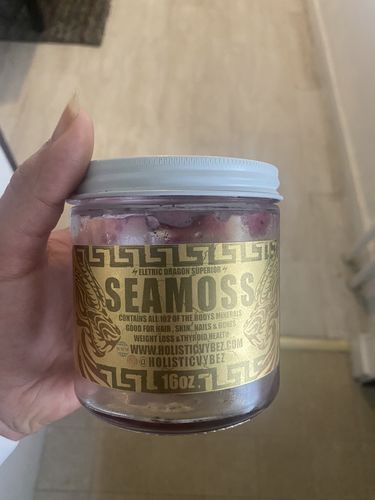 ELETRIC DRAGON SUPERIOR
SEAMOSS
CONTAINS ALL 102 OF THE BODYS MINERALS
GOOD FOR HAIR, SKIN, NAILS & BONES
WEIGHT LOSS & THYROID HEALTH
WWW.HOLISTICVYBEZ.COM
@HOLISTICVYBEZ
16oz